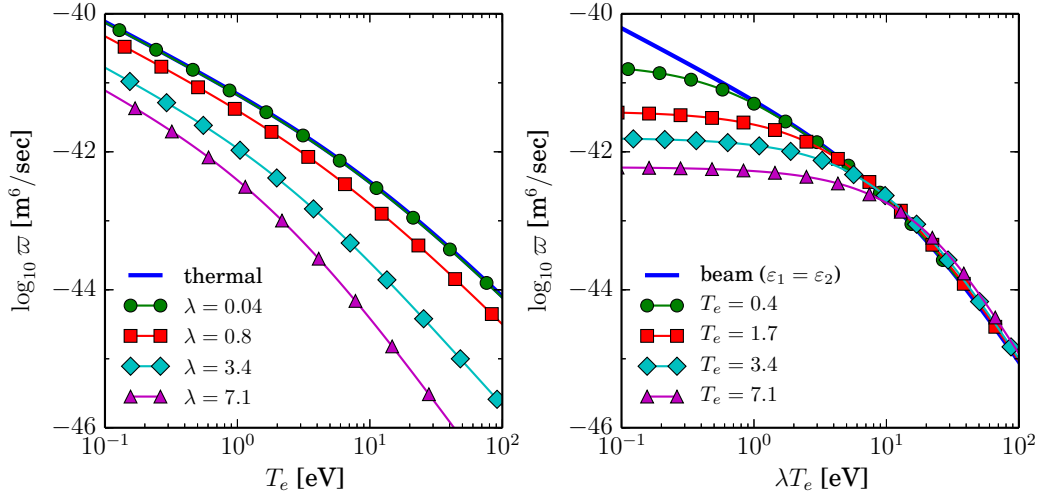 −40
−42
−44
−46
log₁₀ ϖ [m⁶/sec]
thermal
λ = 0.04
λ = 0.8
λ = 3.4
λ = 7.1
10⁻¹ 10⁰ 10¹ 10²
Tₑ [eV]
−40
−42
−44
−46
log₁₀ ϖ [m⁶/sec]
beam (ε₁ = ε₂)
Tₑ = 0.4
Tₑ = 1.7
Tₑ = 3.4
Tₑ = 7.1
10⁻¹ 10⁰ 10¹ 10²
λTₑ [eV]